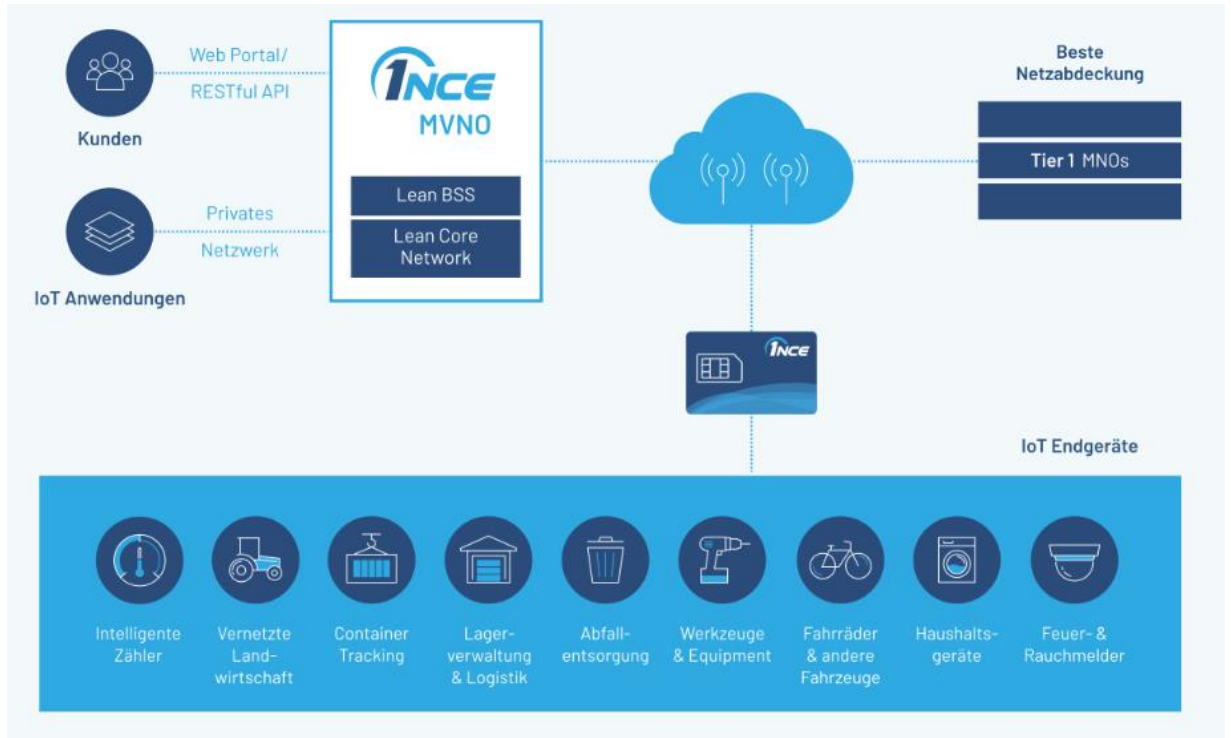 Web Portal/
RESTful API
Kunden
Privates
Netzwerk
IoT Anwendungen
1NCE
MVNO
Lean BSS
Lean Core
Network
Beste
Netzabdeckung
Tier 1 MNOs
1NCE
IoT Endgeräte
Intelligente
Zähler
Vernetzte
Land-
wirtschaft
Container
Tracking
Lager-
verwaltung
& Logistik
Abfall-
entsorgung
Werkzeuge
& Equipment
Fahrräder
& andere
Fahrzeuge
Haushalts-
geräte
Feuer- &
Rauchmelder